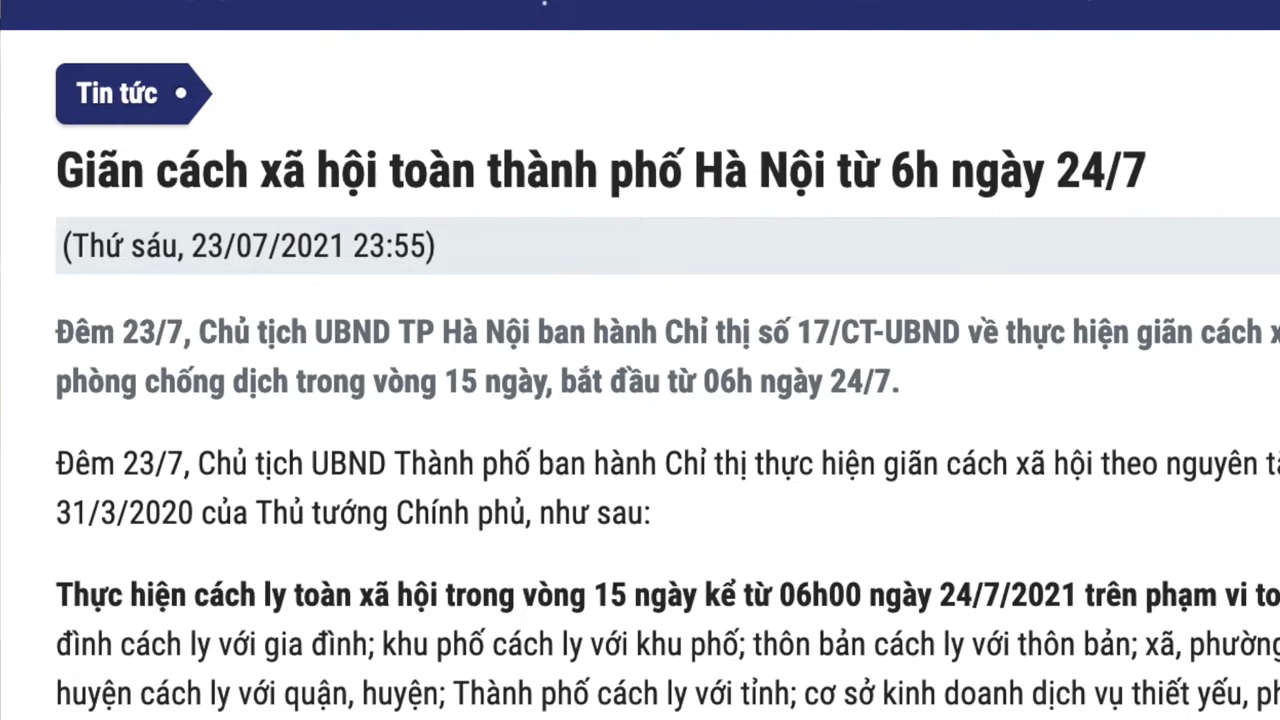 Tin tức
Giãn cách xã hội toàn thành phố Hà Nội từ 6h ngày 24/7
(Thứ sáu, 23/07/2021 23:55)
Đêm 23/7, Chủ tịch UBND TP Hà Nội ban hành Chỉ thị số 17/CT-UBND về thực hiện giãn cách
phòng chống dịch trong vòng 15 ngày, bắt đầu từ 06h ngày 24/7.
Đêm 23/7, Chủ tịch UBND Thành phố ban hành Chỉ thị thực hiện giãn cách xã hội theo nguyên
31/3/2020 của Thủ tướng Chính phủ, như sau:
Thực hiện cách ly toàn xã hội trong vòng 15 ngày kể từ 06h00 ngày 24/7/2021 trên phạm vi
đình cách ly với gia đình; khu phố cách ly với khu phố; thôn bản cách ly với thôn bản; xã, phường
huyện cách ly với quận, huyện; Thành phố cách ly với tỉnh; cơ sở kinh doanh dịch vụ thiết yếu,